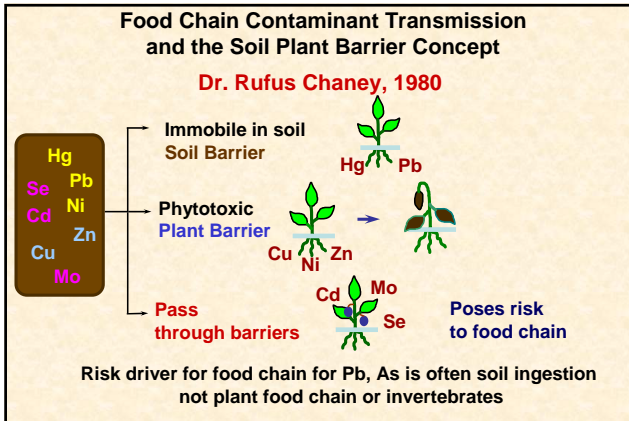 Food Chain Contaminant Transmission
and the Soil Plant Barrier Concept
Dr. Rufus Chaney, 1980
Hg
Pb
Se
Ni
Cd
Zn
Cu
Mo
Immobile in soil
Soil Barrier
Hg Pb
Phytotoxic
Plant Barrier
Cu Ni Zn
Pass
through barriers
Cd Mo
Se
Poses risk
to food chain
Risk driver for food chain for Pb, As is often soil ingestion
not plant food chain or invertebrates